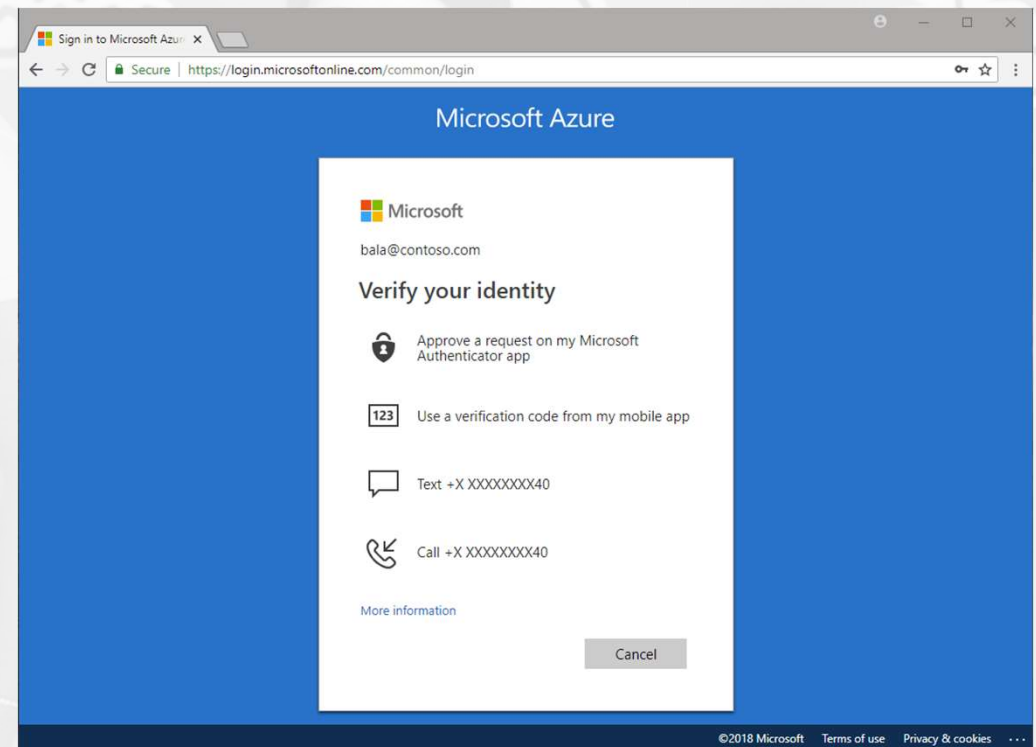 Sign in to Microsoft Azur
Secure | https://login.microsoftonline.com/common/login
Microsoft Azure
Microsoft
bala@contoso.com
Verify your identity
Approve a request on my Microsoft
Authenticator app
123 Use a verification code from my mobile app
Text +X XXXXXXXX40
Call +X XXXXXXXX40
More information
Cancel
©2018 Microsoft Terms of use Privacy & cookies ...